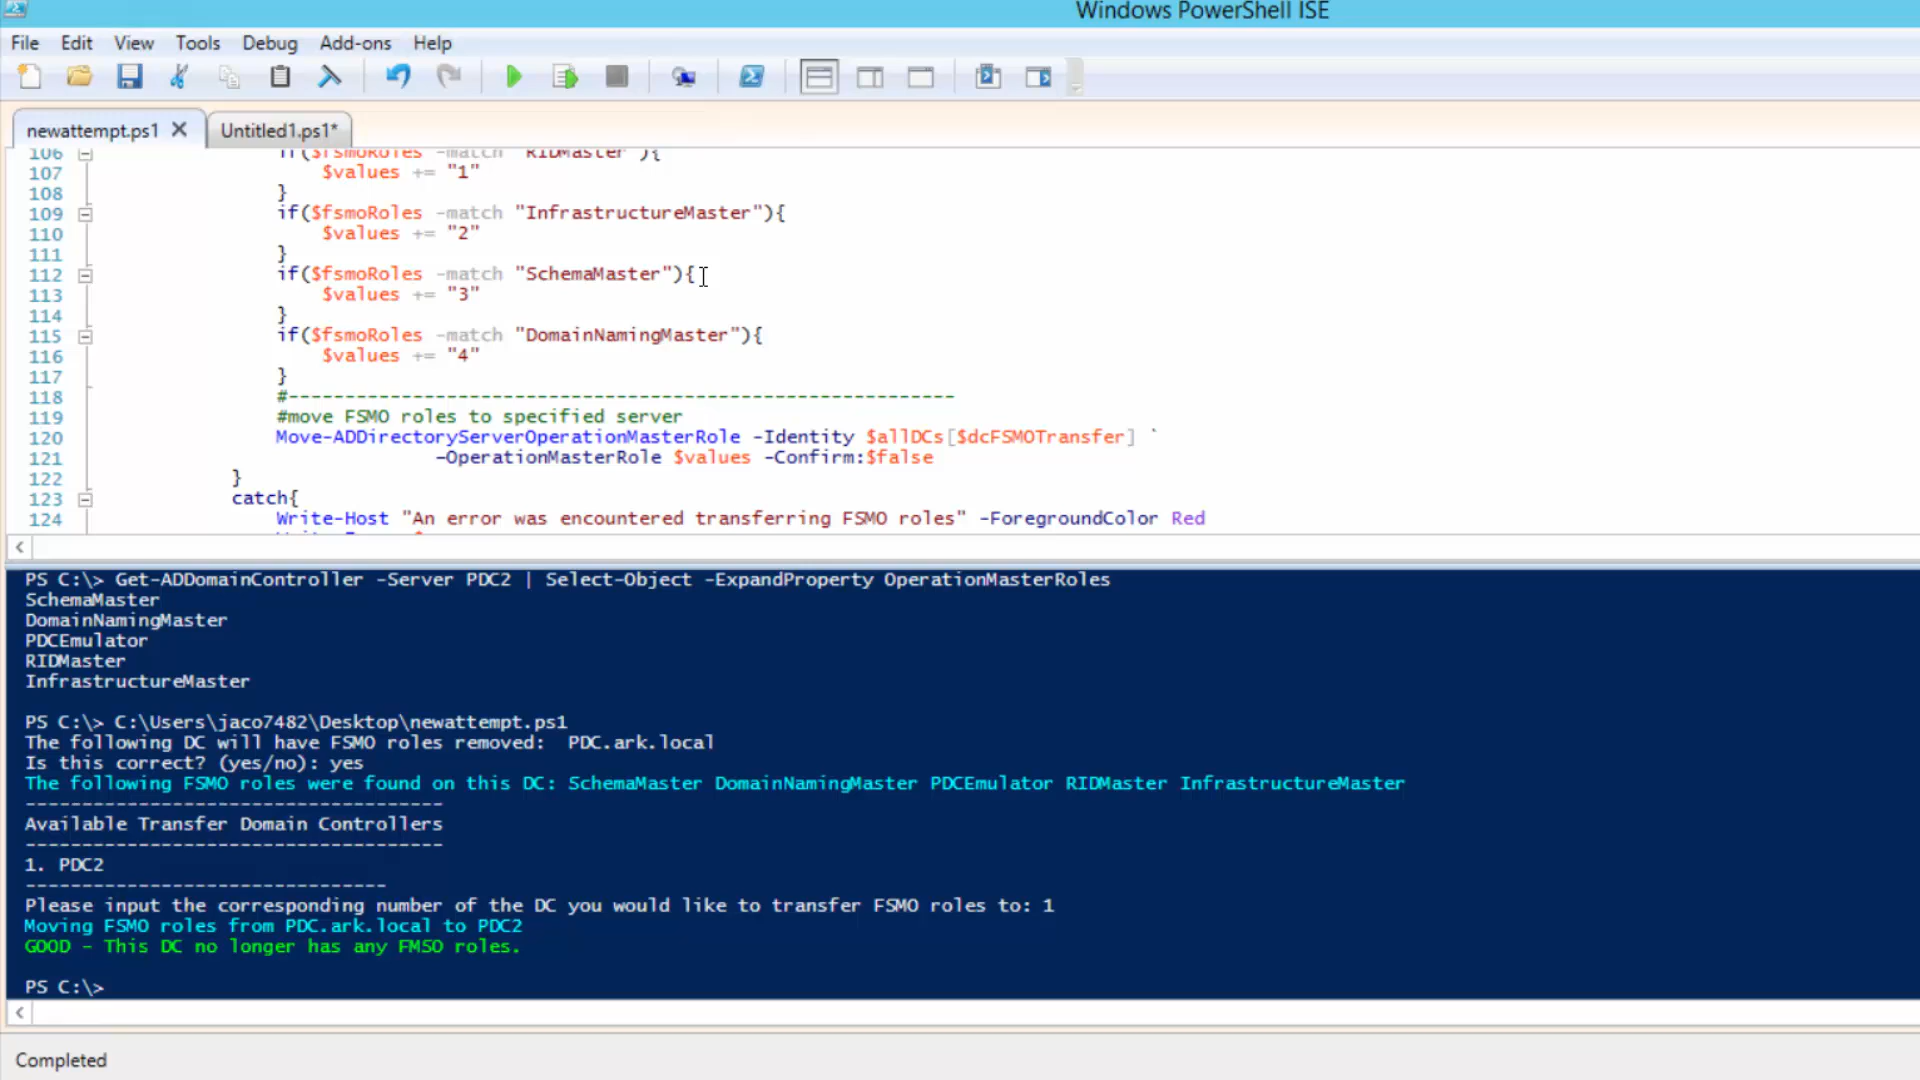 Windows PowerShell ISE
File Edit View Tools Debug Add-ons Help
newattempt.ps1 Untitled1.ps1*
106 if($fsmoRoles -match "RIDMaster"){
107 $values += "1"
108 }
109 if($fsmoRoles -match "InfrastructureMaster"){
110 $values += "2"
111 }
112 if($fsmoRoles -match "SchemaMaster"){
113 $values += "3"
114 }
115 if($fsmoRoles -match "DomainNamingMaster"){
116 $values += "4"
117 }
118 #-----------------------------------------------------------
119 #move FSMO roles to specified server
120 Move-ADDirectoryServerOperationMasterRole -Identity $allDCs[$dcFSMOTransfer] `
121 -OperationMasterRole $values -Confirm:$false
122 }
123 catch{
124 Write-Host "An error was encountered transferring FSMO roles" -ForegroundColor Red
PS C:\> Get-ADDomainController -Server PDC2 | Select-Object -ExpandProperty OperationMasterRoles
SchemaMaster
DomainNamingMaster
PDCEmulator
RIDMaster
InfrastructureMaster
PS C:\> C:\Users\jaco7482\Desktop\newattempt.ps1
The following DC will have FSMO roles removed:  PDC.ark.local
Is this correct? (yes/no): yes
The following FSMO roles were found on this DC: SchemaMaster DomainNamingMaster PDCEmulator RIDMaster InfrastructureMaster
-------------------------------------
Available Transfer Domain Controllers
-------------------------------------
1. PDC2
--------------------------------
Please input the corresponding number of the DC you would like to transfer FSMO roles to: 1
Moving FSMO roles from PDC.ark.local to PDC2
GOOD - This DC no longer has any FMSO roles.
PS C:\>
Completed